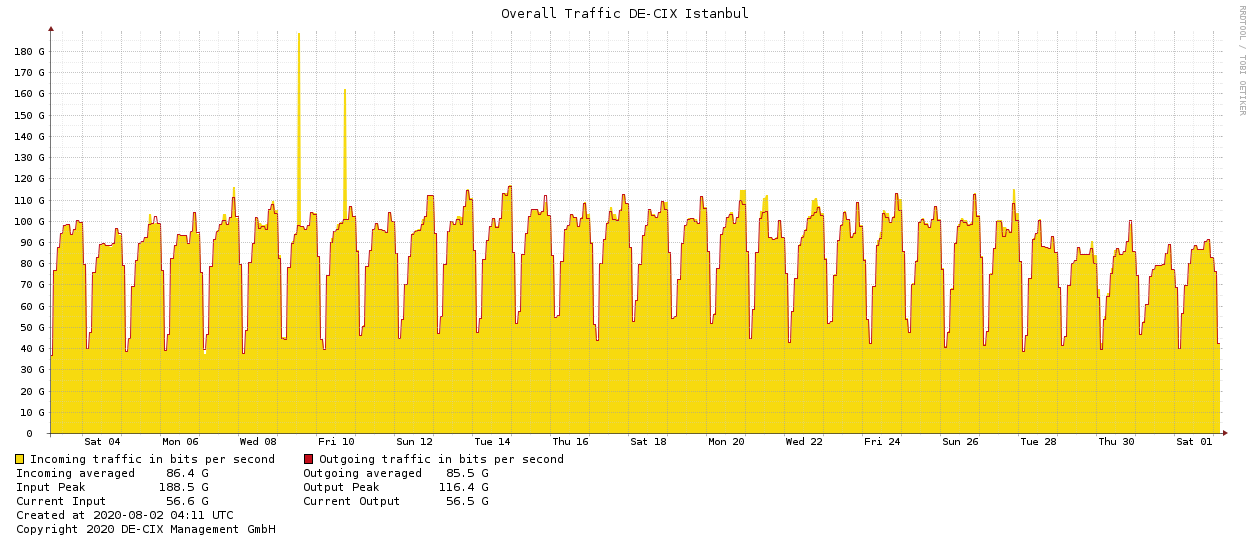 Overall Traffic DE-CIX Istanbul
RRDTOOL / TOBI OETIKER
180 G
170 G
160 G
150 G
140 G
130 G
120 G
110 G
100 G
90 G
80 G
70 G
60 G
50 G
40 G
30 G
20 G
10 G
0
Sat 04 Mon 06 Wed 08 Fri 10 Sun 12 Tue 14 Thu 16 Sat 18 Mon 20 Wed 22 Fri 24 Sun 26 Tue 28 Thu 30 Sat 01
Incoming traffic in bits per second Outgoing traffic in bits per second
Incoming averaged 86.4 G Outgoing averaged 85.5 G
Input Peak 188.5 G Output Peak 116.4 G
Current Input 56.6 G Current Output 56.5 G
Created at 2020-08-02 04:11 UTC
Copyright 2020 DE-CIX Management GmbH